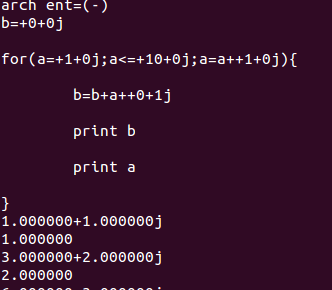 arch ent=(-)
b=+0+0j
for(a=+1+0j;a<=+10+0j;a=a++1+0j){
b=b+a++0+1j
print b
print a
}
1.000000+1.000000j
1.000000
3.000000+2.000000j
2.000000